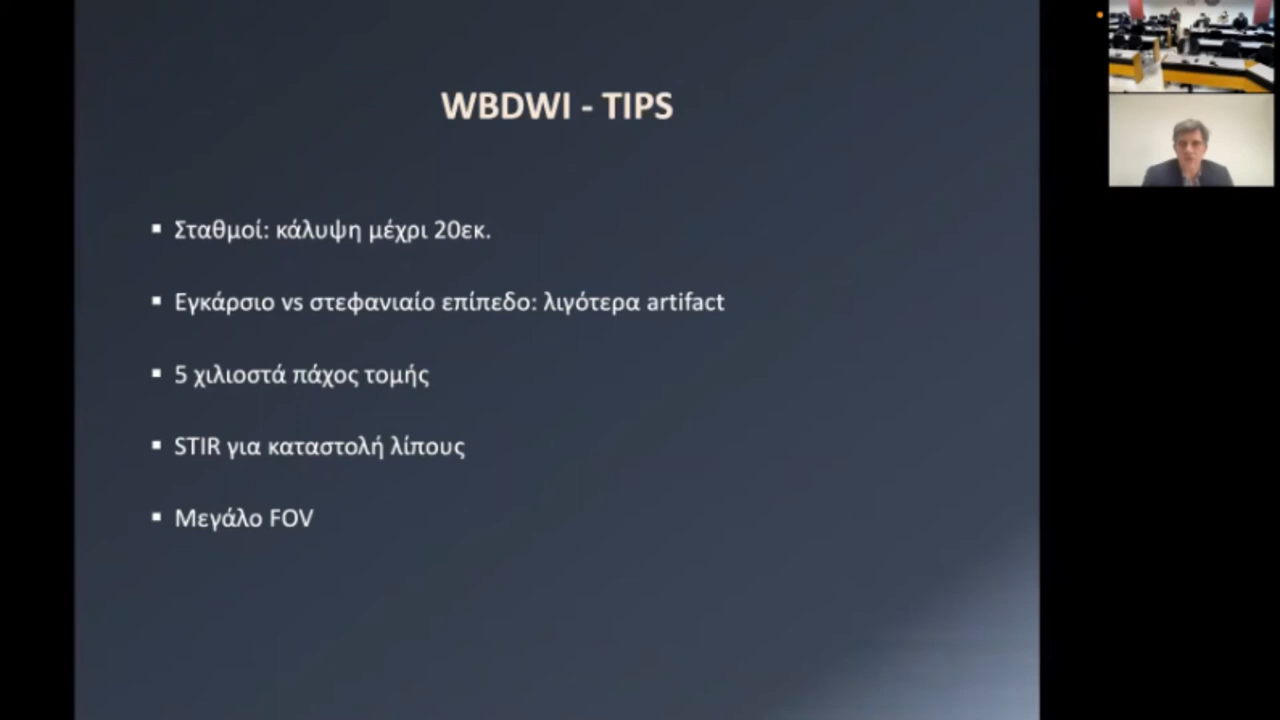 WBDWI - TIPS
Σταθμοί: κάλυψη μέχρι 20εκ.
Εγκάρσιο vs στεφανιαίο επίπεδο: λιγότερα artifact
5 χιλιοστά πάχος τομής
STIR για καταστολή λίπους
Μεγάλο FOV